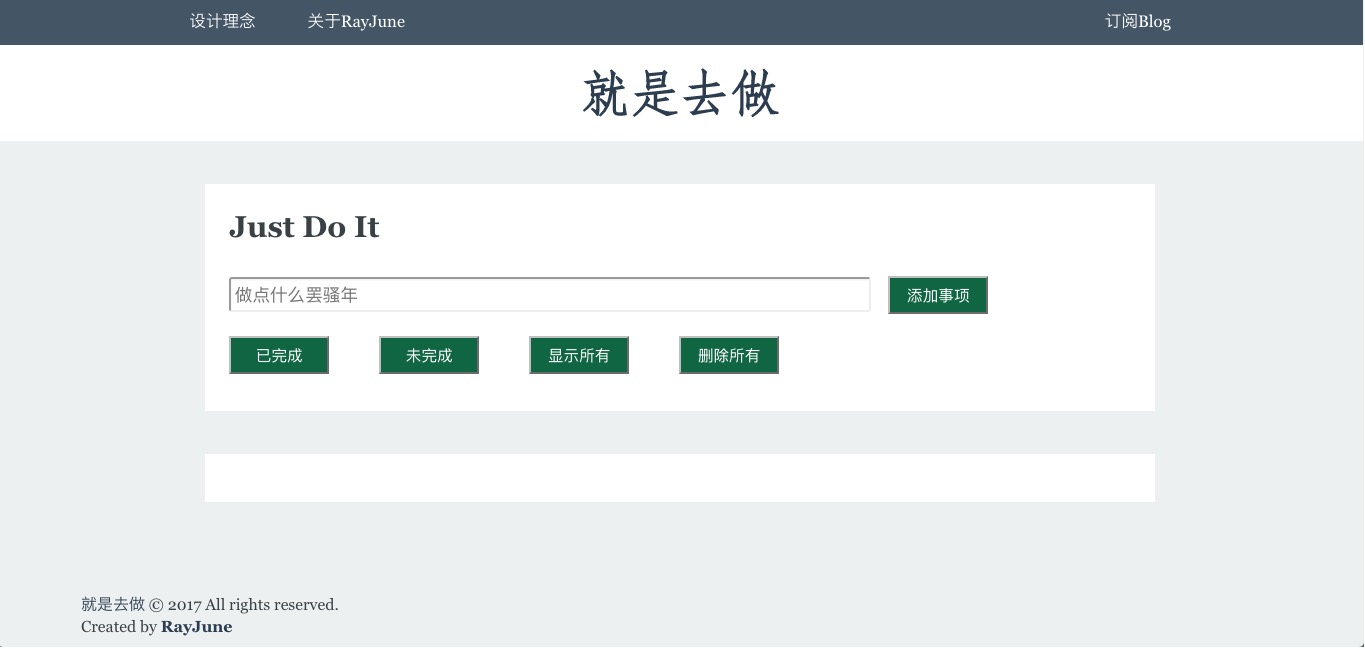 设计理念 关于RayJune 订阅Blog
就是去做
Just Do It
做点什么罢骚年 添加事项
已完成 未完成 显示所有 删除所有
就是去做 © 2017 All rights reserved.
Created by RayJune